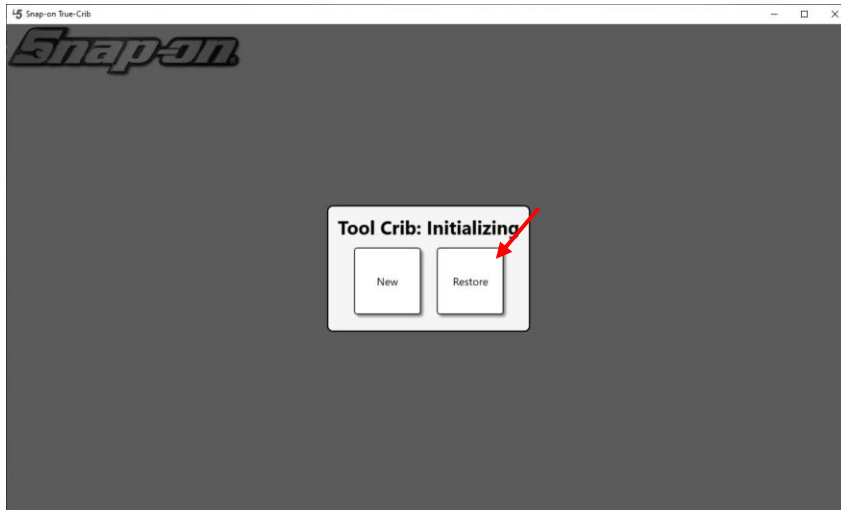 Snap-on True-Crib
Snap-on
Tool Crib: Initializing
New
Restore